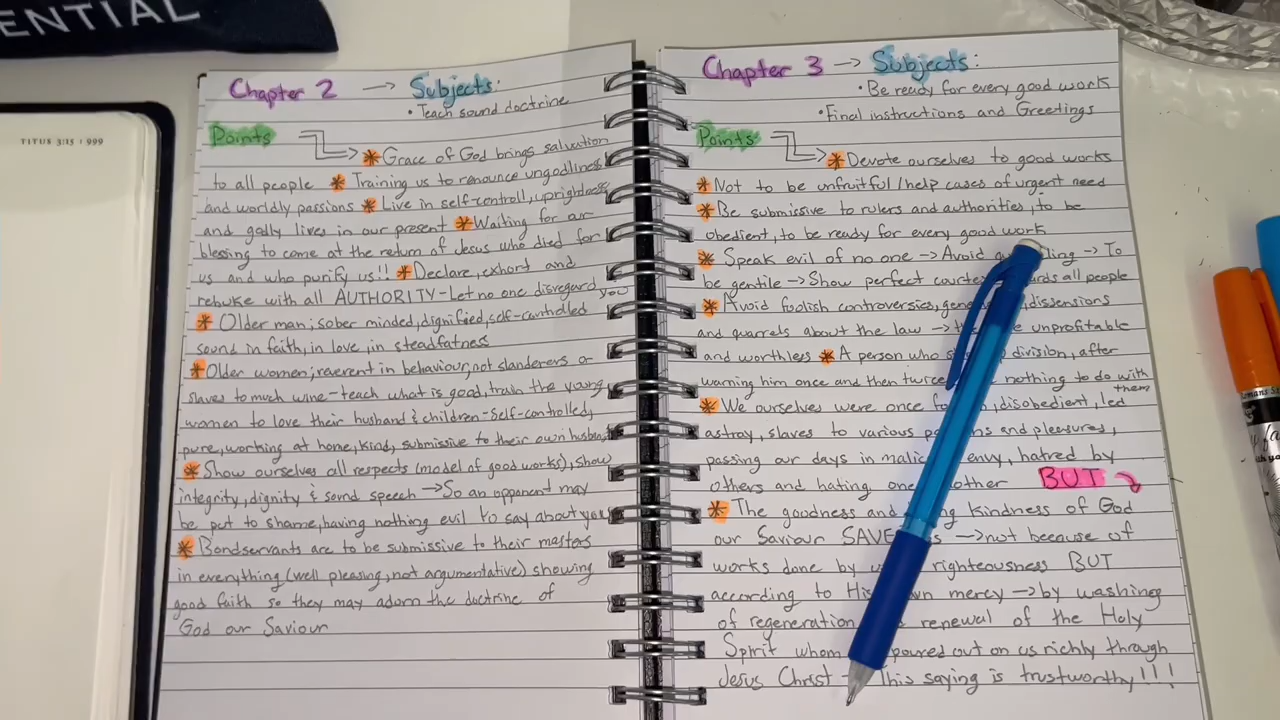 ENTIAL
TITUS 3:15 : 999
Chapter 2 → Subjects:
• Teach sound doctrine
Points
* Grace of God brings salvation
to all people * Training us to renounce ungodliness
and worldly passions * Live in self-controll, uprightness
and godly lives in our present * Waiting for our
blessing to come at the return of Jesus who died for
us and who purify us!! * Declare, exhort and
rebuke with all AUTHORITY - Let no one disregard you
* Older man; sober minded, dignified, self-controlled
sound in faith, in love, in steadfatness
* Older women; reverent in behaviour, not slanderers or
slaves to much wine - teach what is good, train the young
women to love their husband & children - Self-controlled,
pure, working at home, kind, submissive to their own husband
* Show ourselves all respects (model of good works), show
integrity, dignity & sound speech → So an opponent may
be put to shame, having nothing evil to say about you
* Bondservants are to be submissive to their masters
in everything (well pleasing, not argumentative) showing
good faith so they may adorn the doctrine of
God our Saviour
Chapter 3 → Subjects:
• Be ready for every good work
• Final instructions and Greetings
Points
* Devote ourselves to good works
* Not to be unfruitful / help cases of urgent need
* Be submissive to rulers and authorities, to be
obedient, to be ready for every good work
* Speak evil of no one → Avoid → To
be gentile → Show perfect all people
* Avoid foolish controversies, dissensions
and quarrels about the law → unprofitable
and worthless * A person who division, after
warning him once and then twice nothing to do with
them
* We ourselves were once disobedient, led
astray, slaves to various and pleasures,
passing our days in envy, hatred by
others and hating one BUT
* The goodness and kindness of God
our Saviour → not because of
works done by righteousness BUT
according to His mercy → by washing
of regeneration renewal of the Holy
Spirit whom poured out on us richly through
Jesus Christ This saying is trustworthy!!!